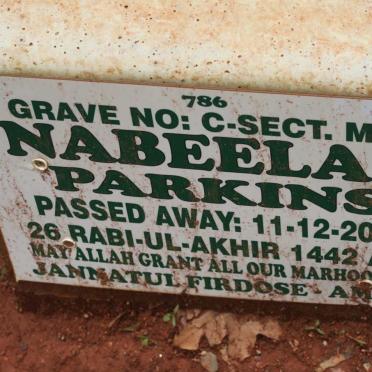 786
GRAVE NO: C-SECT. M
NABEELA
PARKINS
PASSED AWAY: 11-12-20
26 RABI-UL-AKHIR 1442 A
MAY ALLAH GRANT ALL OUR MARHOO
JANNATUL FIRDOSE AM